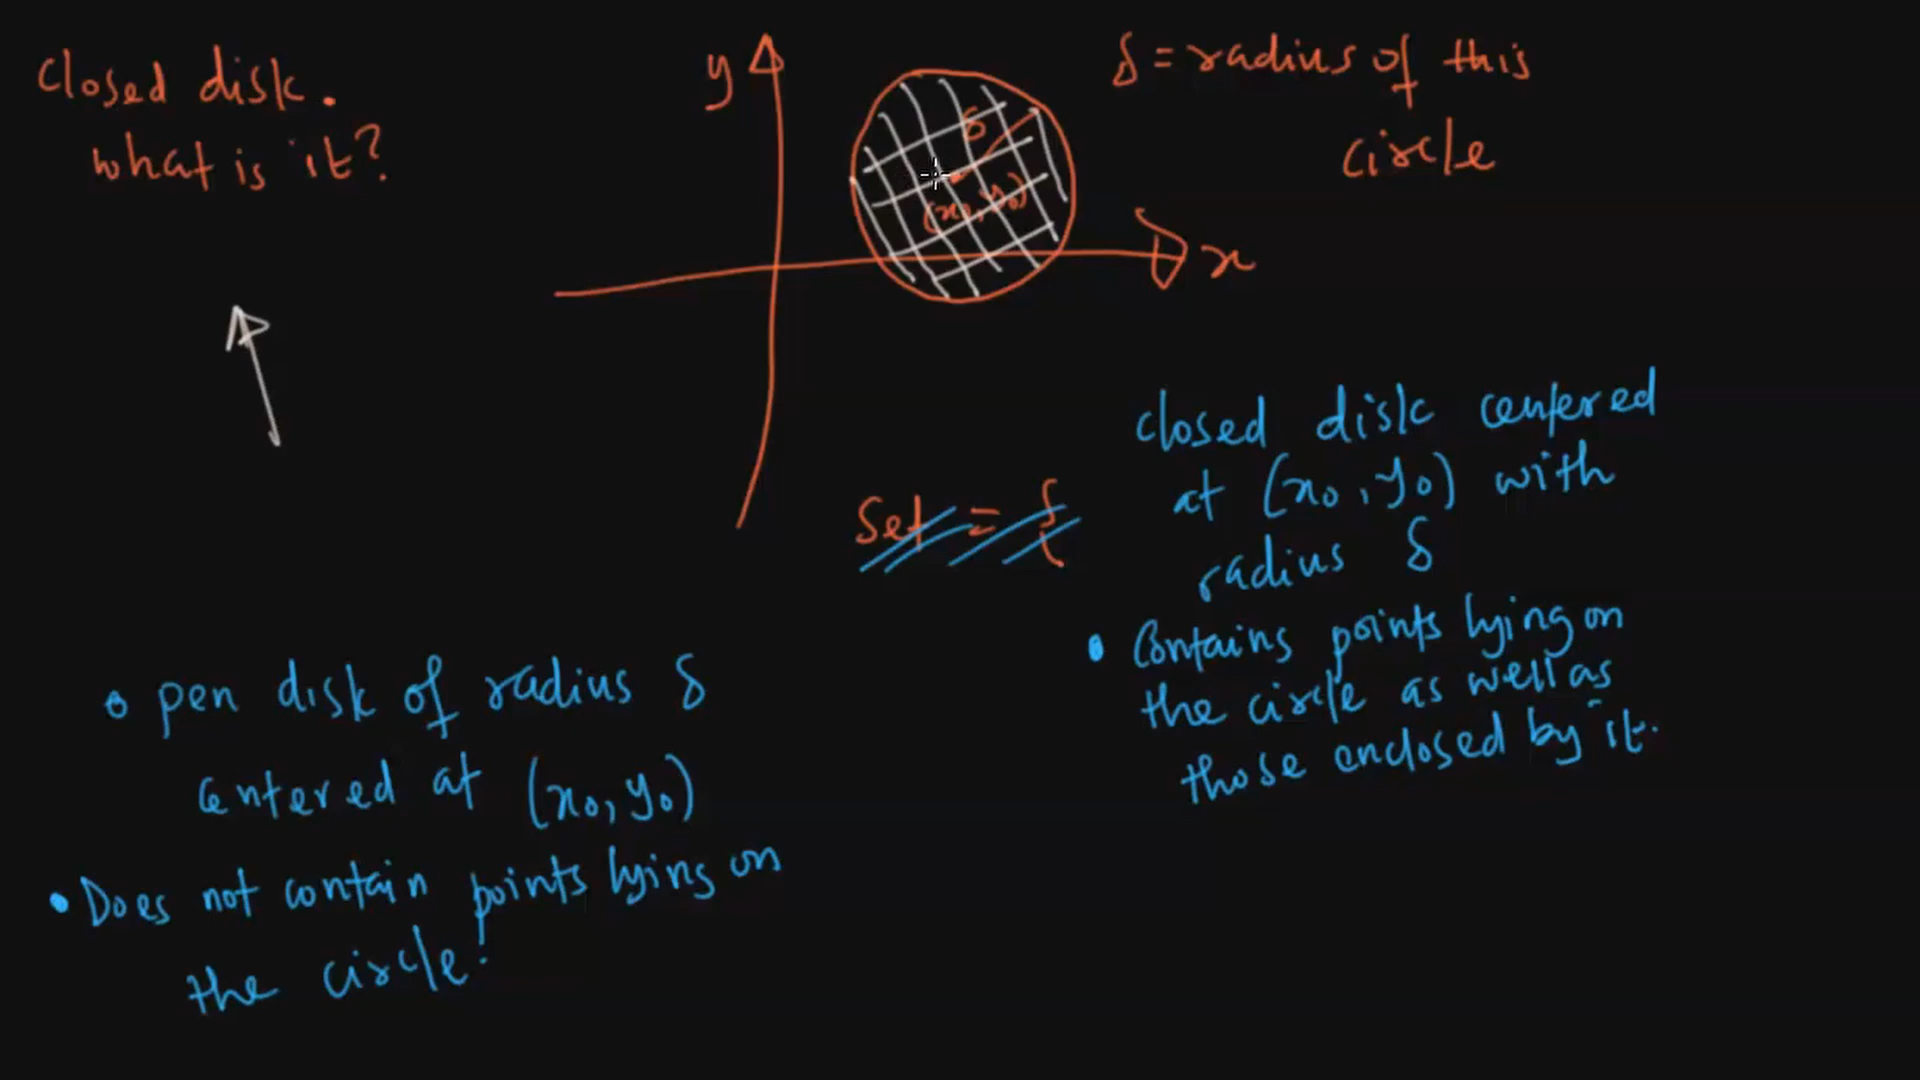 closed disk.
what is it?
y
δ = radius of this
circle
δ
(x0, y0)
x
closed disk centered
at (x0, y0) with
radius δ
Set = {
• Contains points lying on
the circle as well as
those enclosed by it.
open disk of radius δ
centered at (x0, y0)
• Does not contain points lying on
the circle!